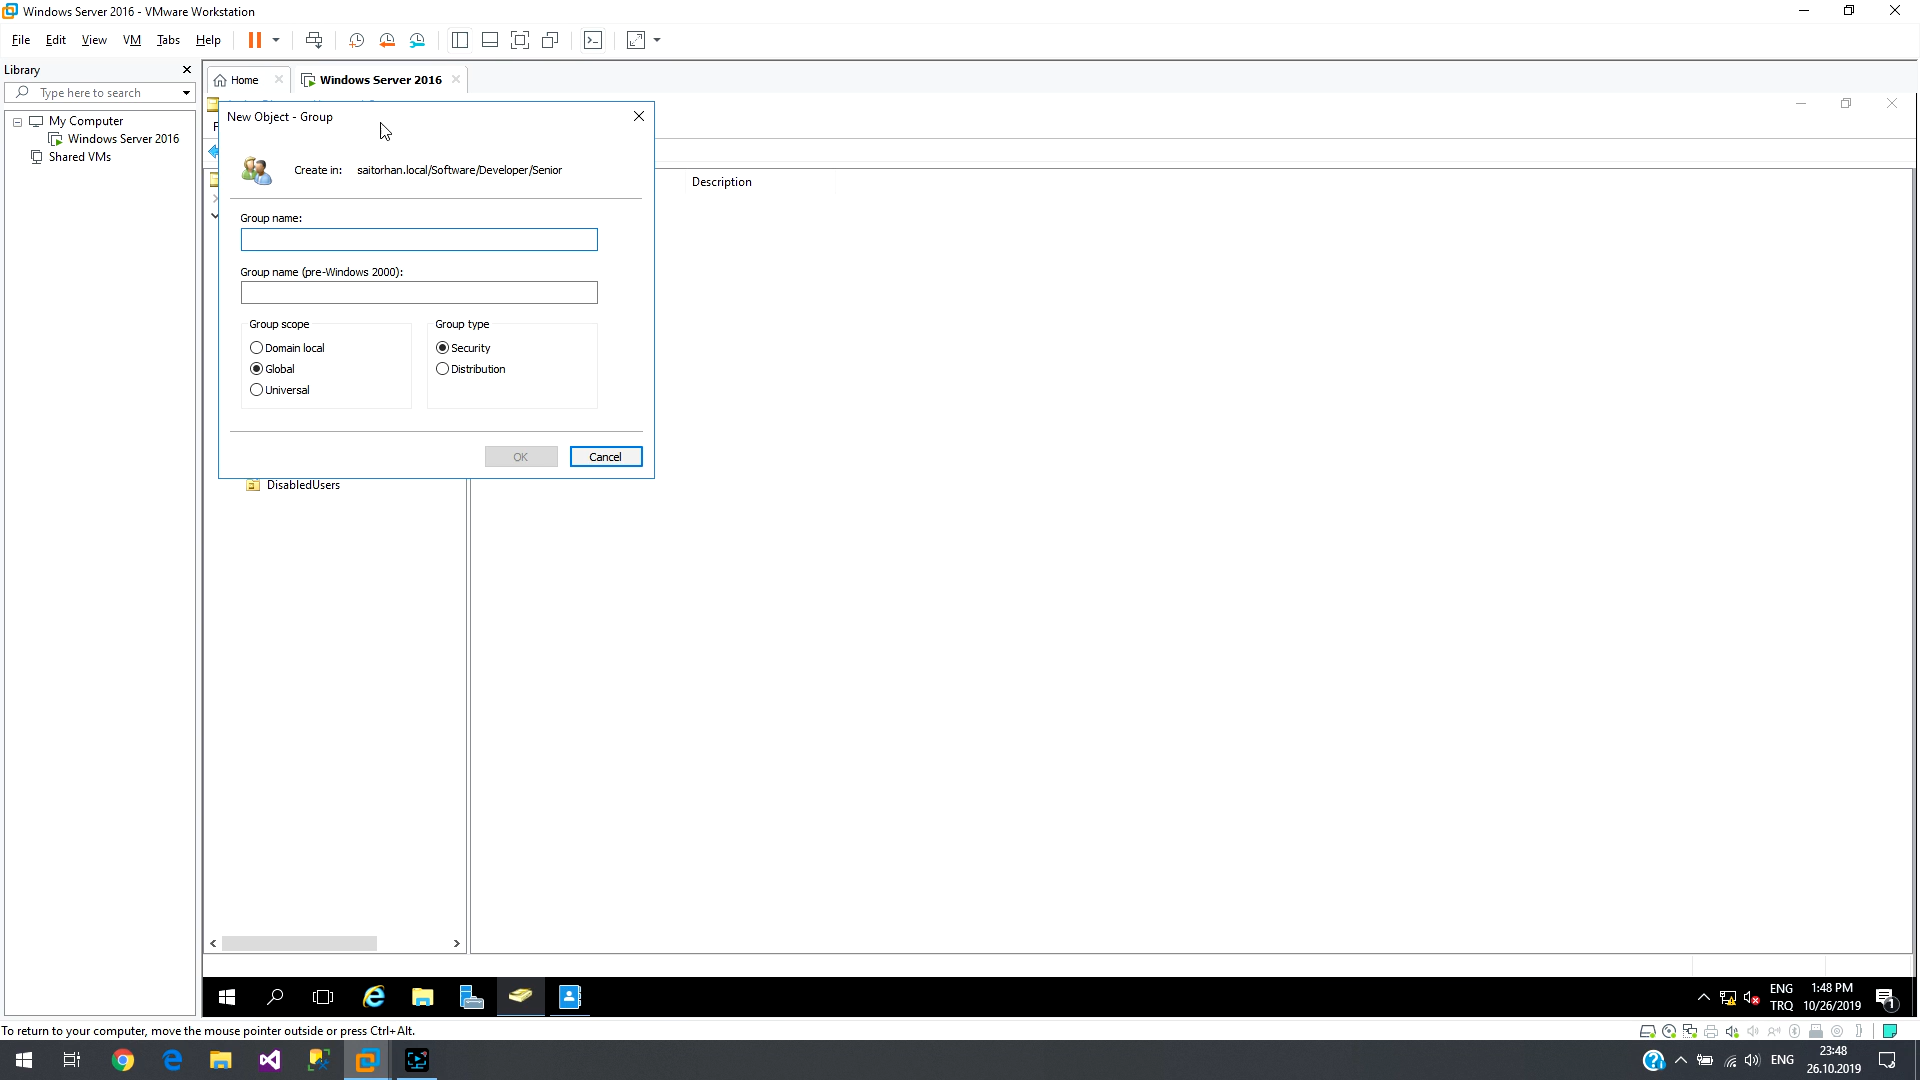 Windows Server 2016 - VMware Workstation
File Edit View VM Tabs Help
Library
Type here to search
My Computer
Windows Server 2016
Shared VMs
Home
Windows Server 2016
New Object - Group
Create in: saitorhan.local/Software/Developer/Senior
Group name:
Group name (pre-Windows 2000):
Group scope
Domain local
Global
Universal
Group type
Security
Distribution
OK Cancel
Description
DisabledUsers
ENG
TRQ
1:48 PM
10/26/2019
1
To return to your computer, move the mouse pointer outside or press Ctrl+Alt.
ENG
23:48
26.10.2019